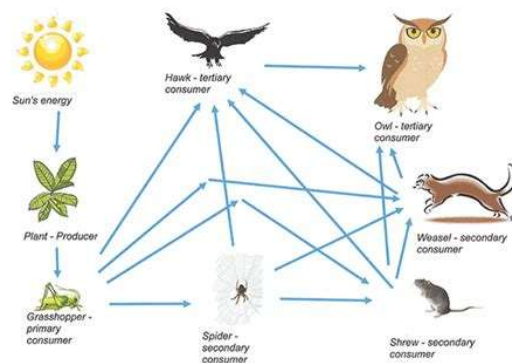 Sun's energy
Hawk - tertiary
consumer
Owl - tertiary
consumer
Plant - Producer
Weasel - secondary
consumer
Grasshopper -
primary
consumer
Spider -
secondary
consumer
Shrew - secondary
consumer